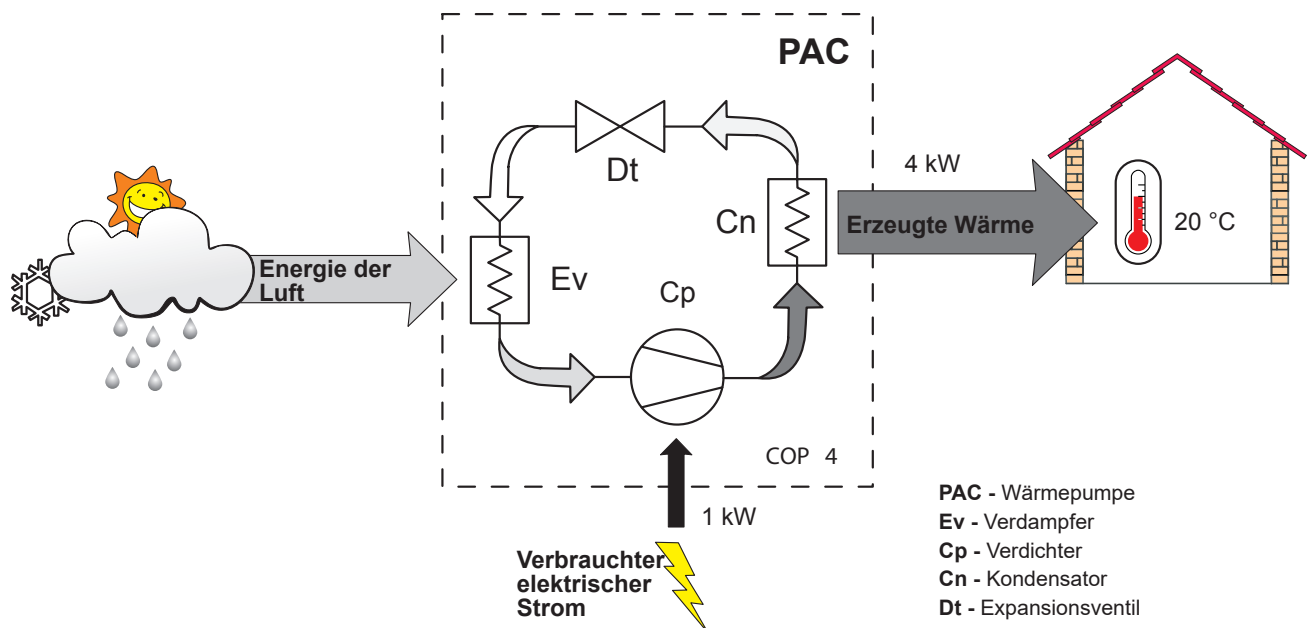 PAC
Dt
4 kW
Cn
Erzeugte Wärme
20 °C
Energie der
Luft
Ev
Cp
COP 4
1 kW
Verbrauchter
elektrischer
Strom
PAC - Wärmepumpe
Ev - Verdampfer
Cp - Verdichter
Cn - Kondensator
Dt - Expansionsventil